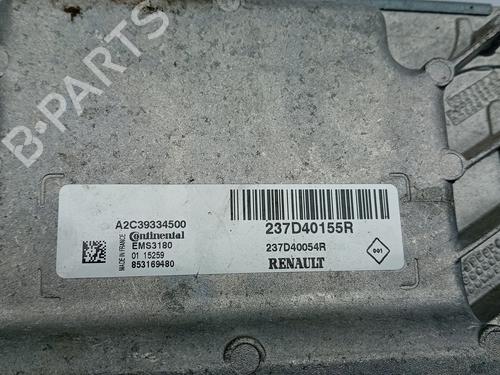 B-PARTS
A2C39334500
Continental
EMS3180
01 15259
853169480
MADE IN FRANCE
237D40155R
237D40054R
RENAULT
001